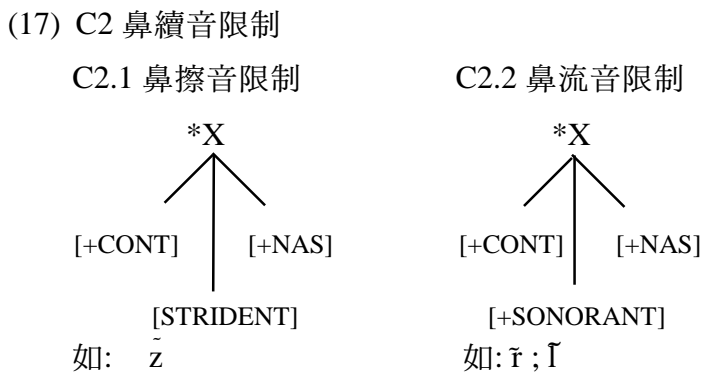 (17) C2 鼻續音限制
C2.1 鼻擦音限制 C2.2 鼻流音限制
*X *X
[+CONT] [+NAS] [+CONT] [+NAS]
[STRIDENT] [+SONORANT]
如: z̃ 如: r̃ ; l̃